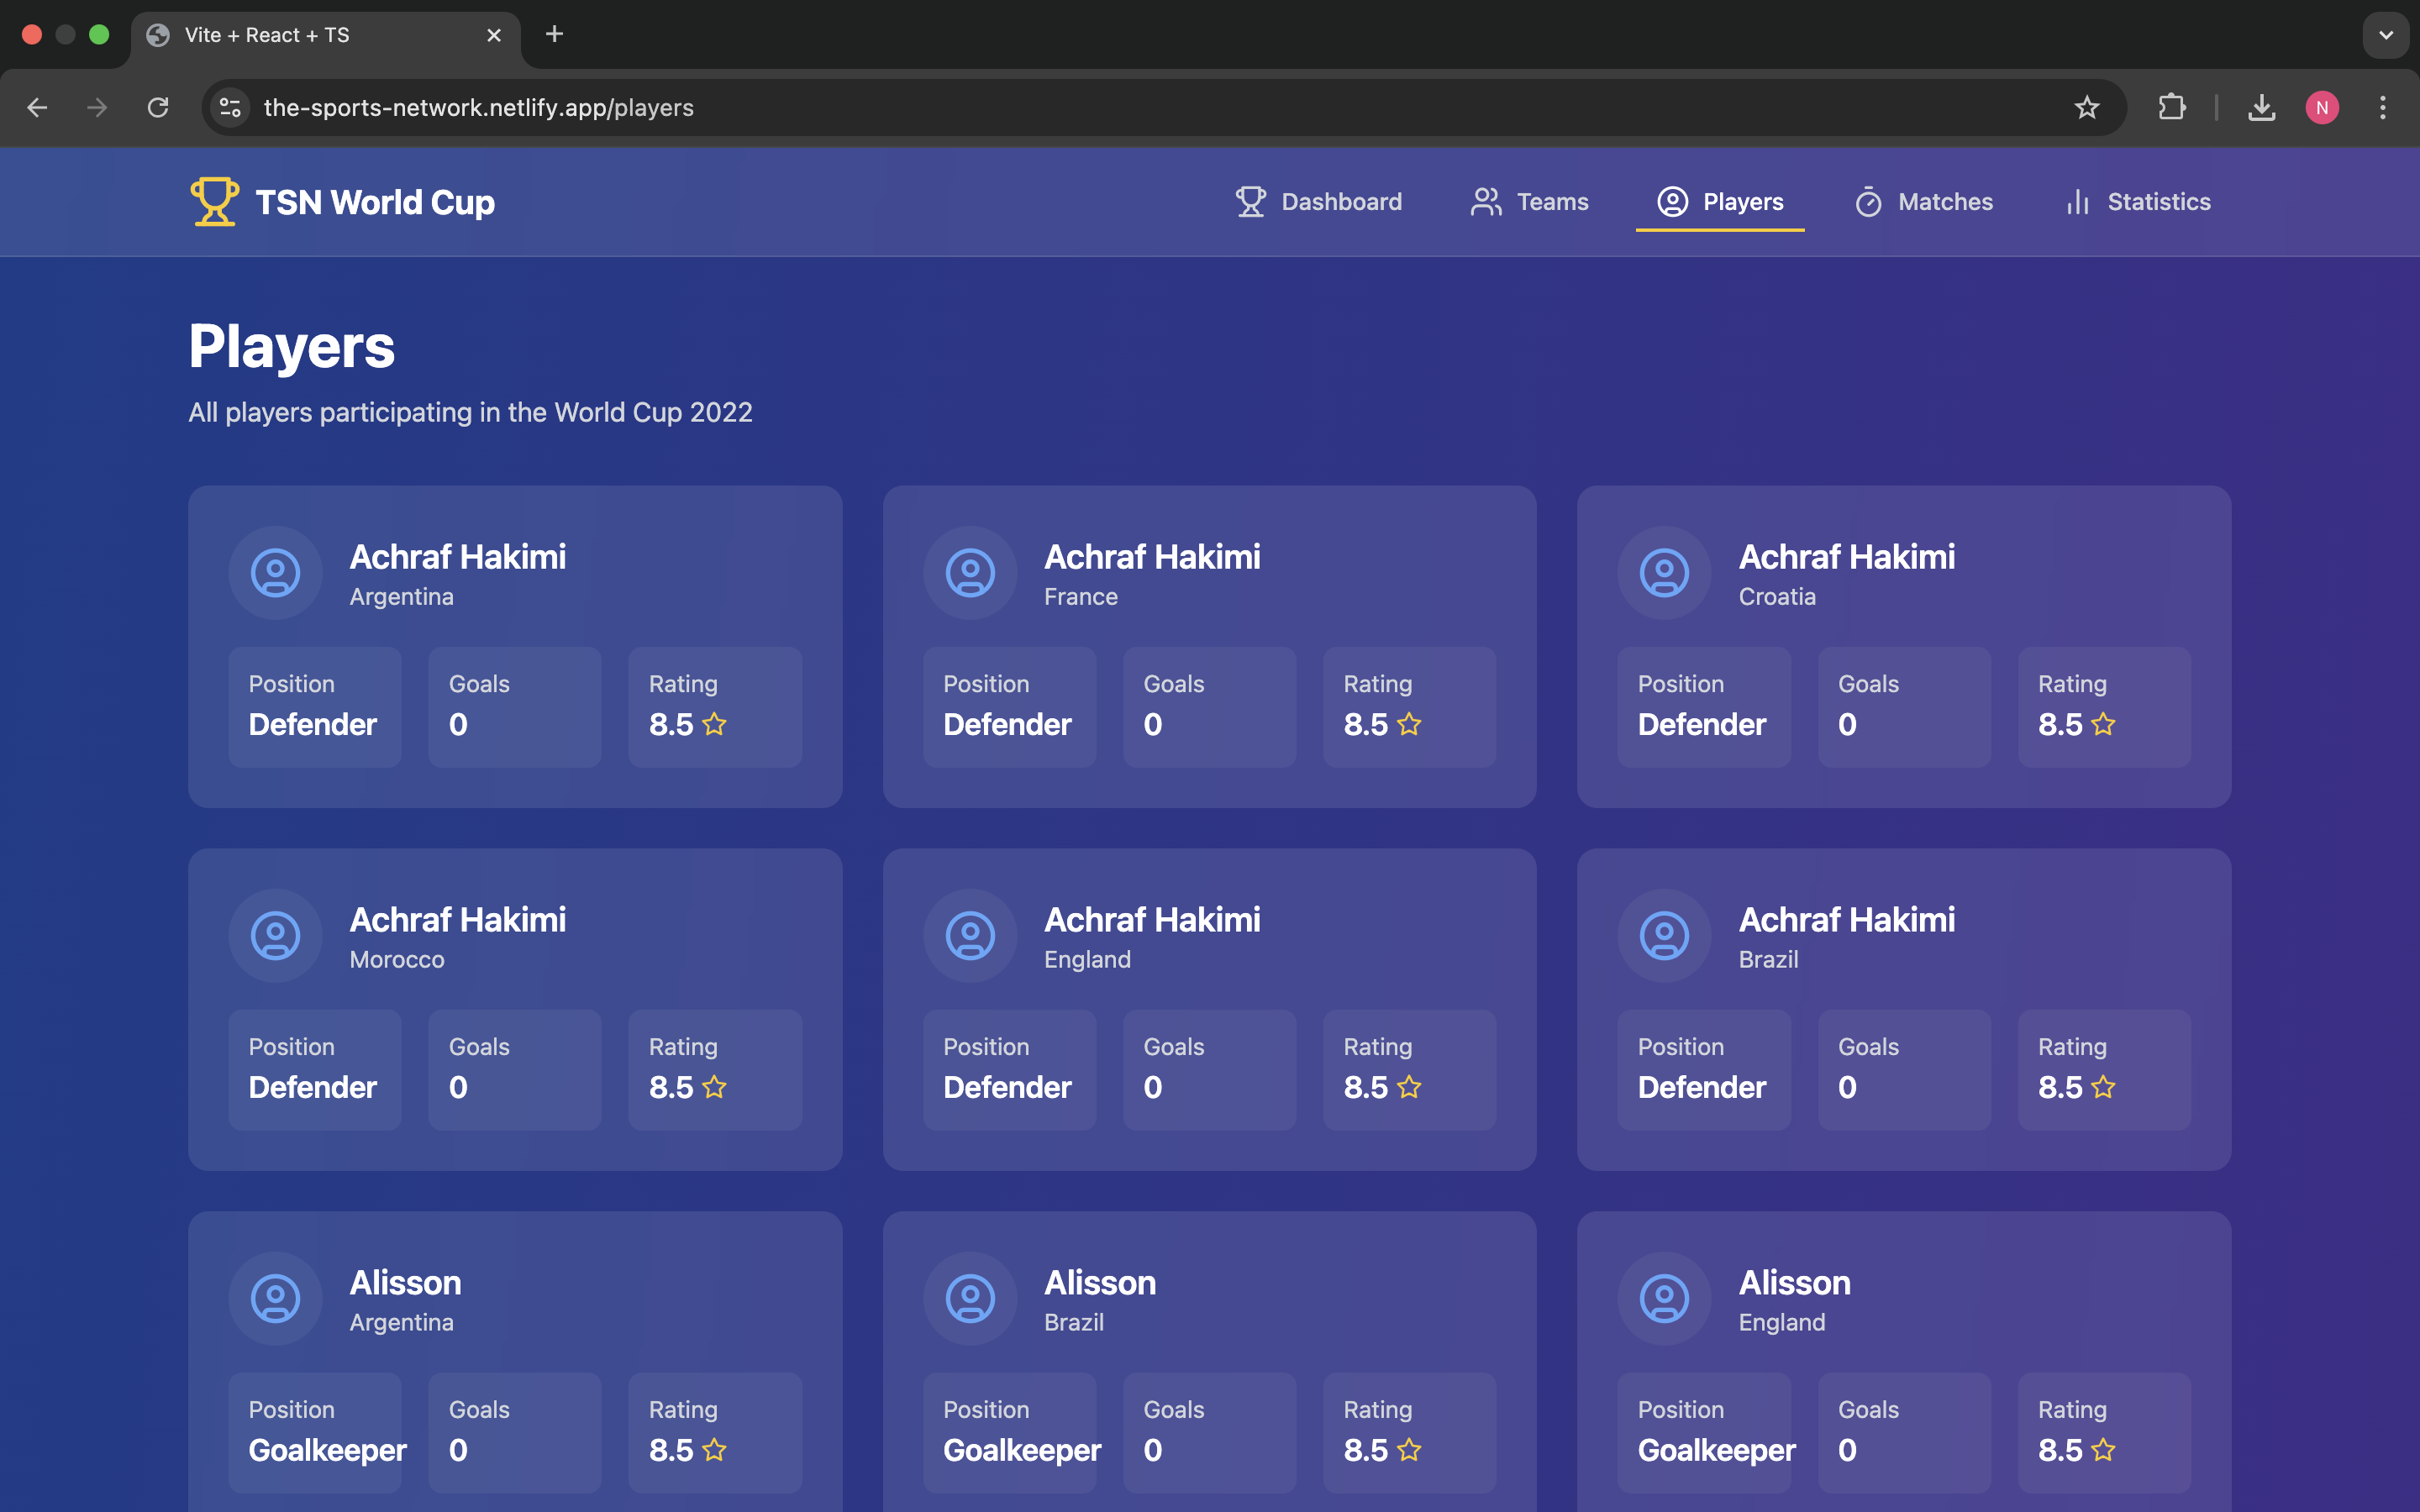 Vite + React + TS
the-sports-network.netlify.app/players
N
TSN World Cup
Dashboard
Teams
Players
Matches
Statistics
Players
All players participating in the World Cup 2022
Achraf Hakimi
Argentina
Position
Defender
Goals
0
Rating
8.5
Achraf Hakimi
France
Position
Defender
Goals
0
Rating
8.5
Achraf Hakimi
Croatia
Position
Defender
Goals
0
Rating
8.5
Achraf Hakimi
Morocco
Position
Defender
Goals
0
Rating
8.5
Achraf Hakimi
England
Position
Defender
Goals
0
Rating
8.5
Achraf Hakimi
Brazil
Position
Defender
Goals
0
Rating
8.5
Alisson
Argentina
Position
Goalkeeper
Goals
0
Rating
8.5
Alisson
Brazil
Position
Goalkeeper
Goals
0
Rating
8.5
Alisson
England
Position
Goalkeeper
Goals
0
Rating
8.5